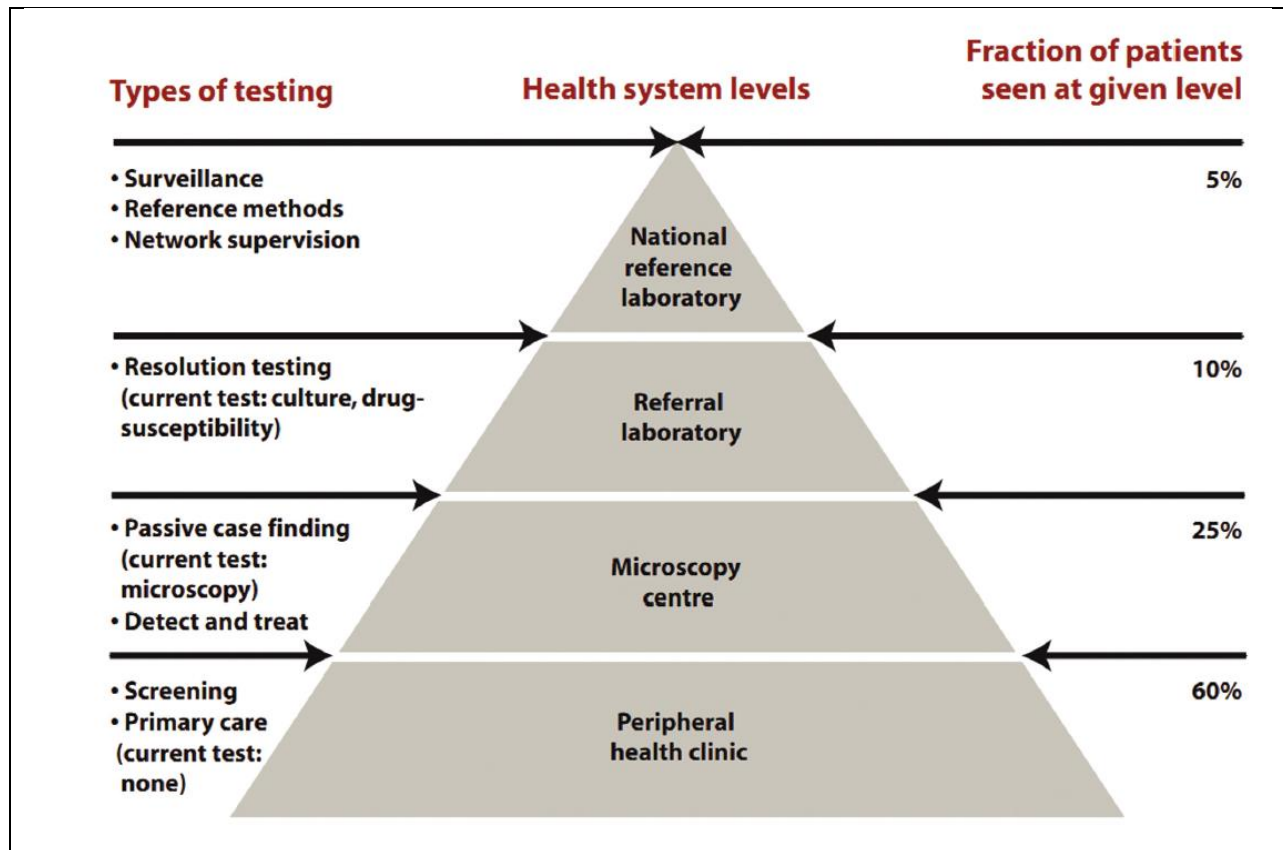 Types of testing
Health system levels
Fraction of patients
seen at given level
• Surveillance
• Reference methods
• Network supervision
National
reference
laboratory
5%
• Resolution testing
(current test: culture, drug-
susceptibility)
Referral
laboratory
10%
• Passive case finding
(current test:
microscopy)
• Detect and treat
Microscopy
centre
25%
• Screening
• Primary care
(current test:
none)
Peripheral
health clinic
60%